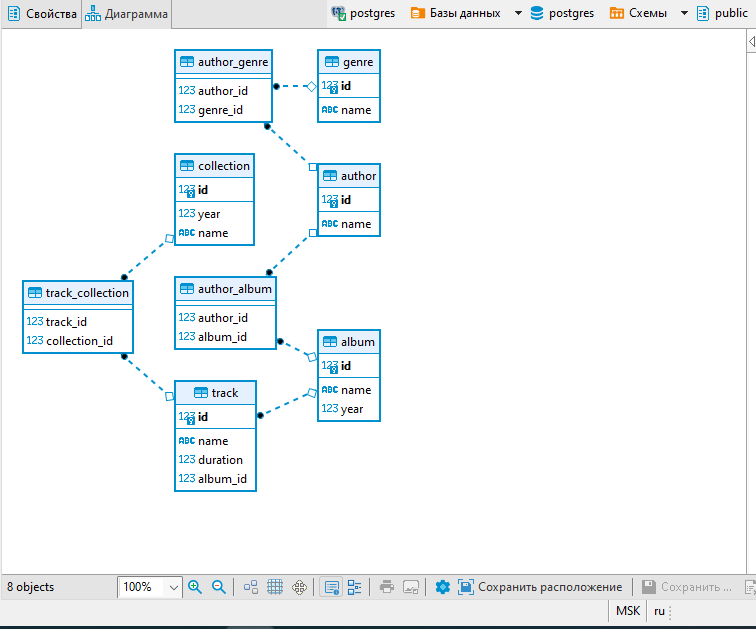 Свойства Диаграмма postgres Базы данных postgres Схемы public
author_genre
123 author_id
123 genre_id
genre
123 id
ABC name
collection
123 id
123 year
ABC name
author
123 id
ABC name
track_collection
123 track_id
123 collection_id
author_album
123 author_id
123 album_id
album
123 id
ABC name
123 year
track
123 id
ABC name
123 duration
123 album_id
8 objects 100% Сохранить расположение Сохранить ...
MSK ru